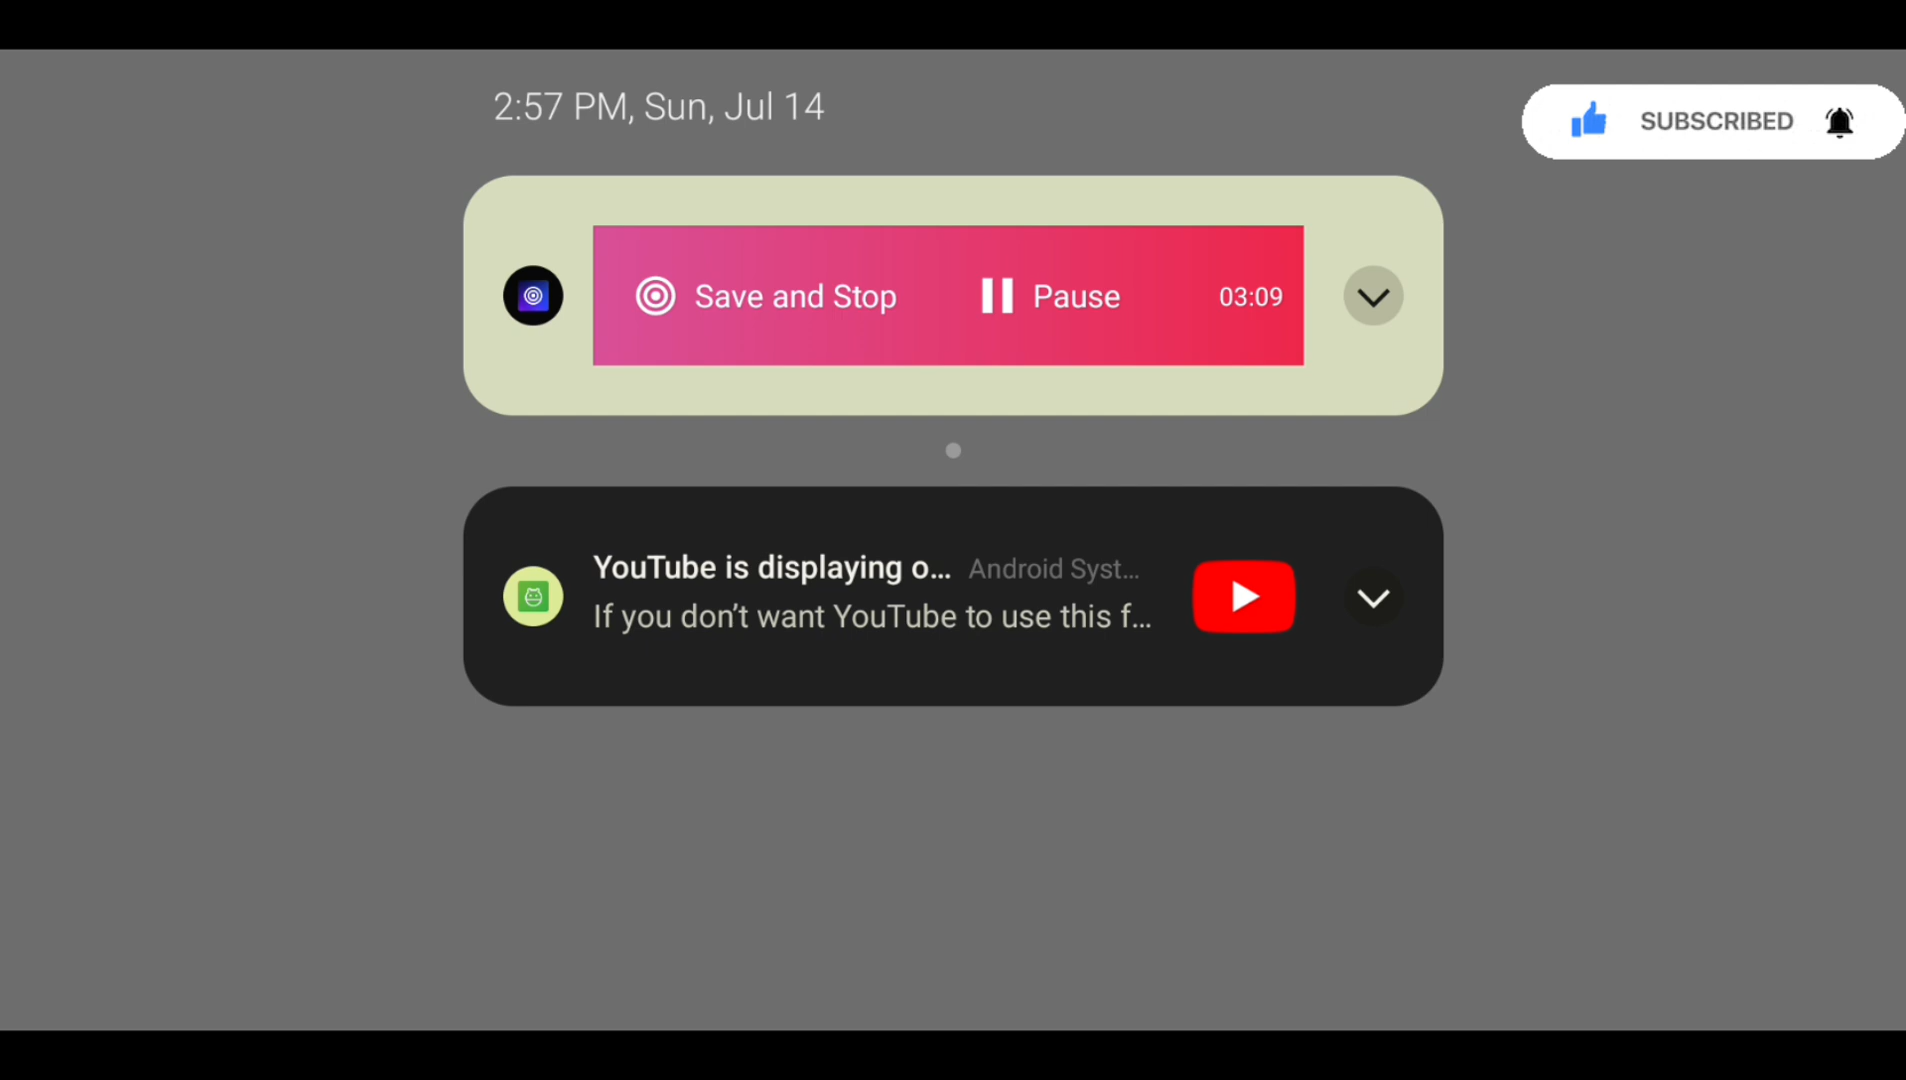 2:57 PM, Sun, Jul 14
SUBSCRIBED
Save and Stop Pause 03:09
YouTube is displaying o... Android Syst...
If you don’t want YouTube to use this f...